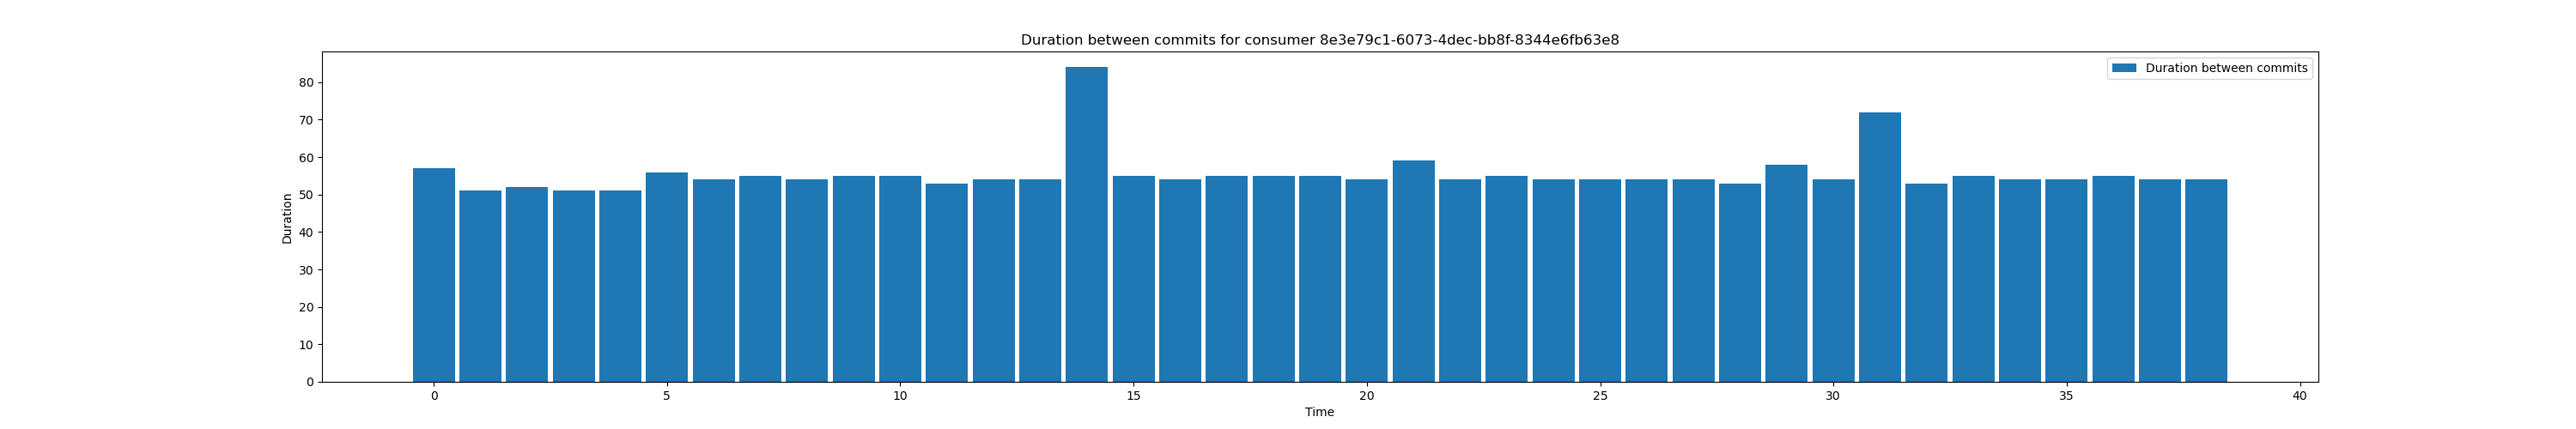 Duration between commits for consumer 8e3e79c1-6073-4dec-bb8f-8344e6fb63e8
Duration between commits
80
70
60
50
40
30
20
10
0
Duration
0 5 10 15 20 25 30 35 40
Time